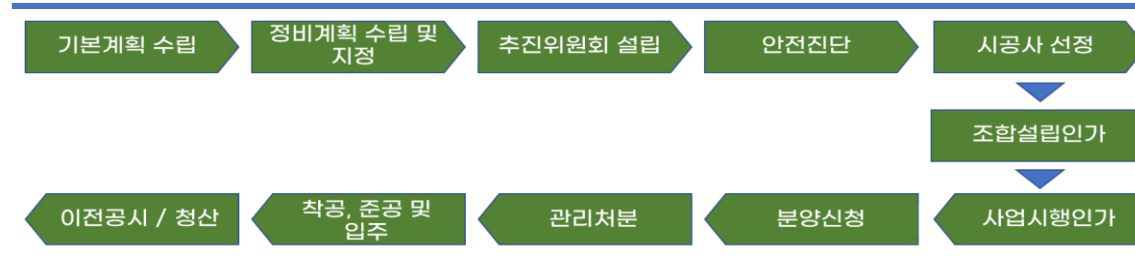 기본계획 수립
정비계획 수립 및
지정
추진위원회 설립
안전진단
시공사 선정
조합설립인가
사업시행인가
분양신청
관리처분
착공, 준공 및
입주
이전공시 / 청산